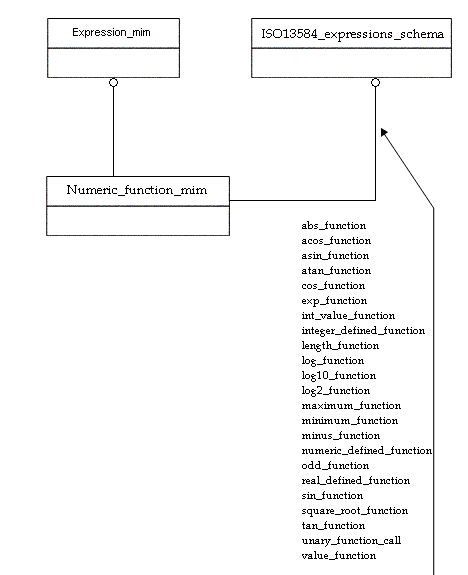 Expression_mim
ISO13584_expressions_schema
Numeric_function_mim
abs_function
acos_function
asin_function
atan_function
cos_function
exp_function
int_value_function
integer_defined_function
length_function
log_function
log10_function
log2_function
maximum_function
minimum_function
minus_function
numeric_defined_function
odd_function
real_defined_function
sin_function
square_root_function
tan_function
unary_function_call
value_function